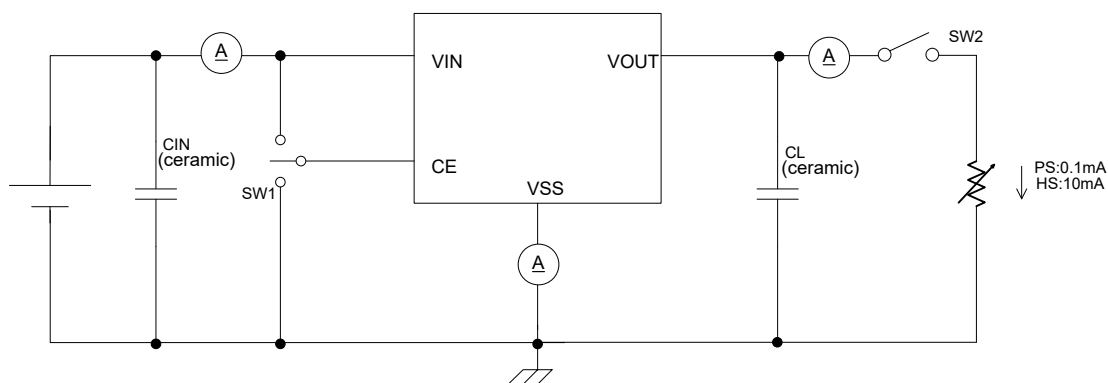 A
VIN
VOUT
A
SW2
CIN
(ceramic)
SW1
CE
VSS
CL
(ceramic)
PS:0.1mA
HS:10mA
A